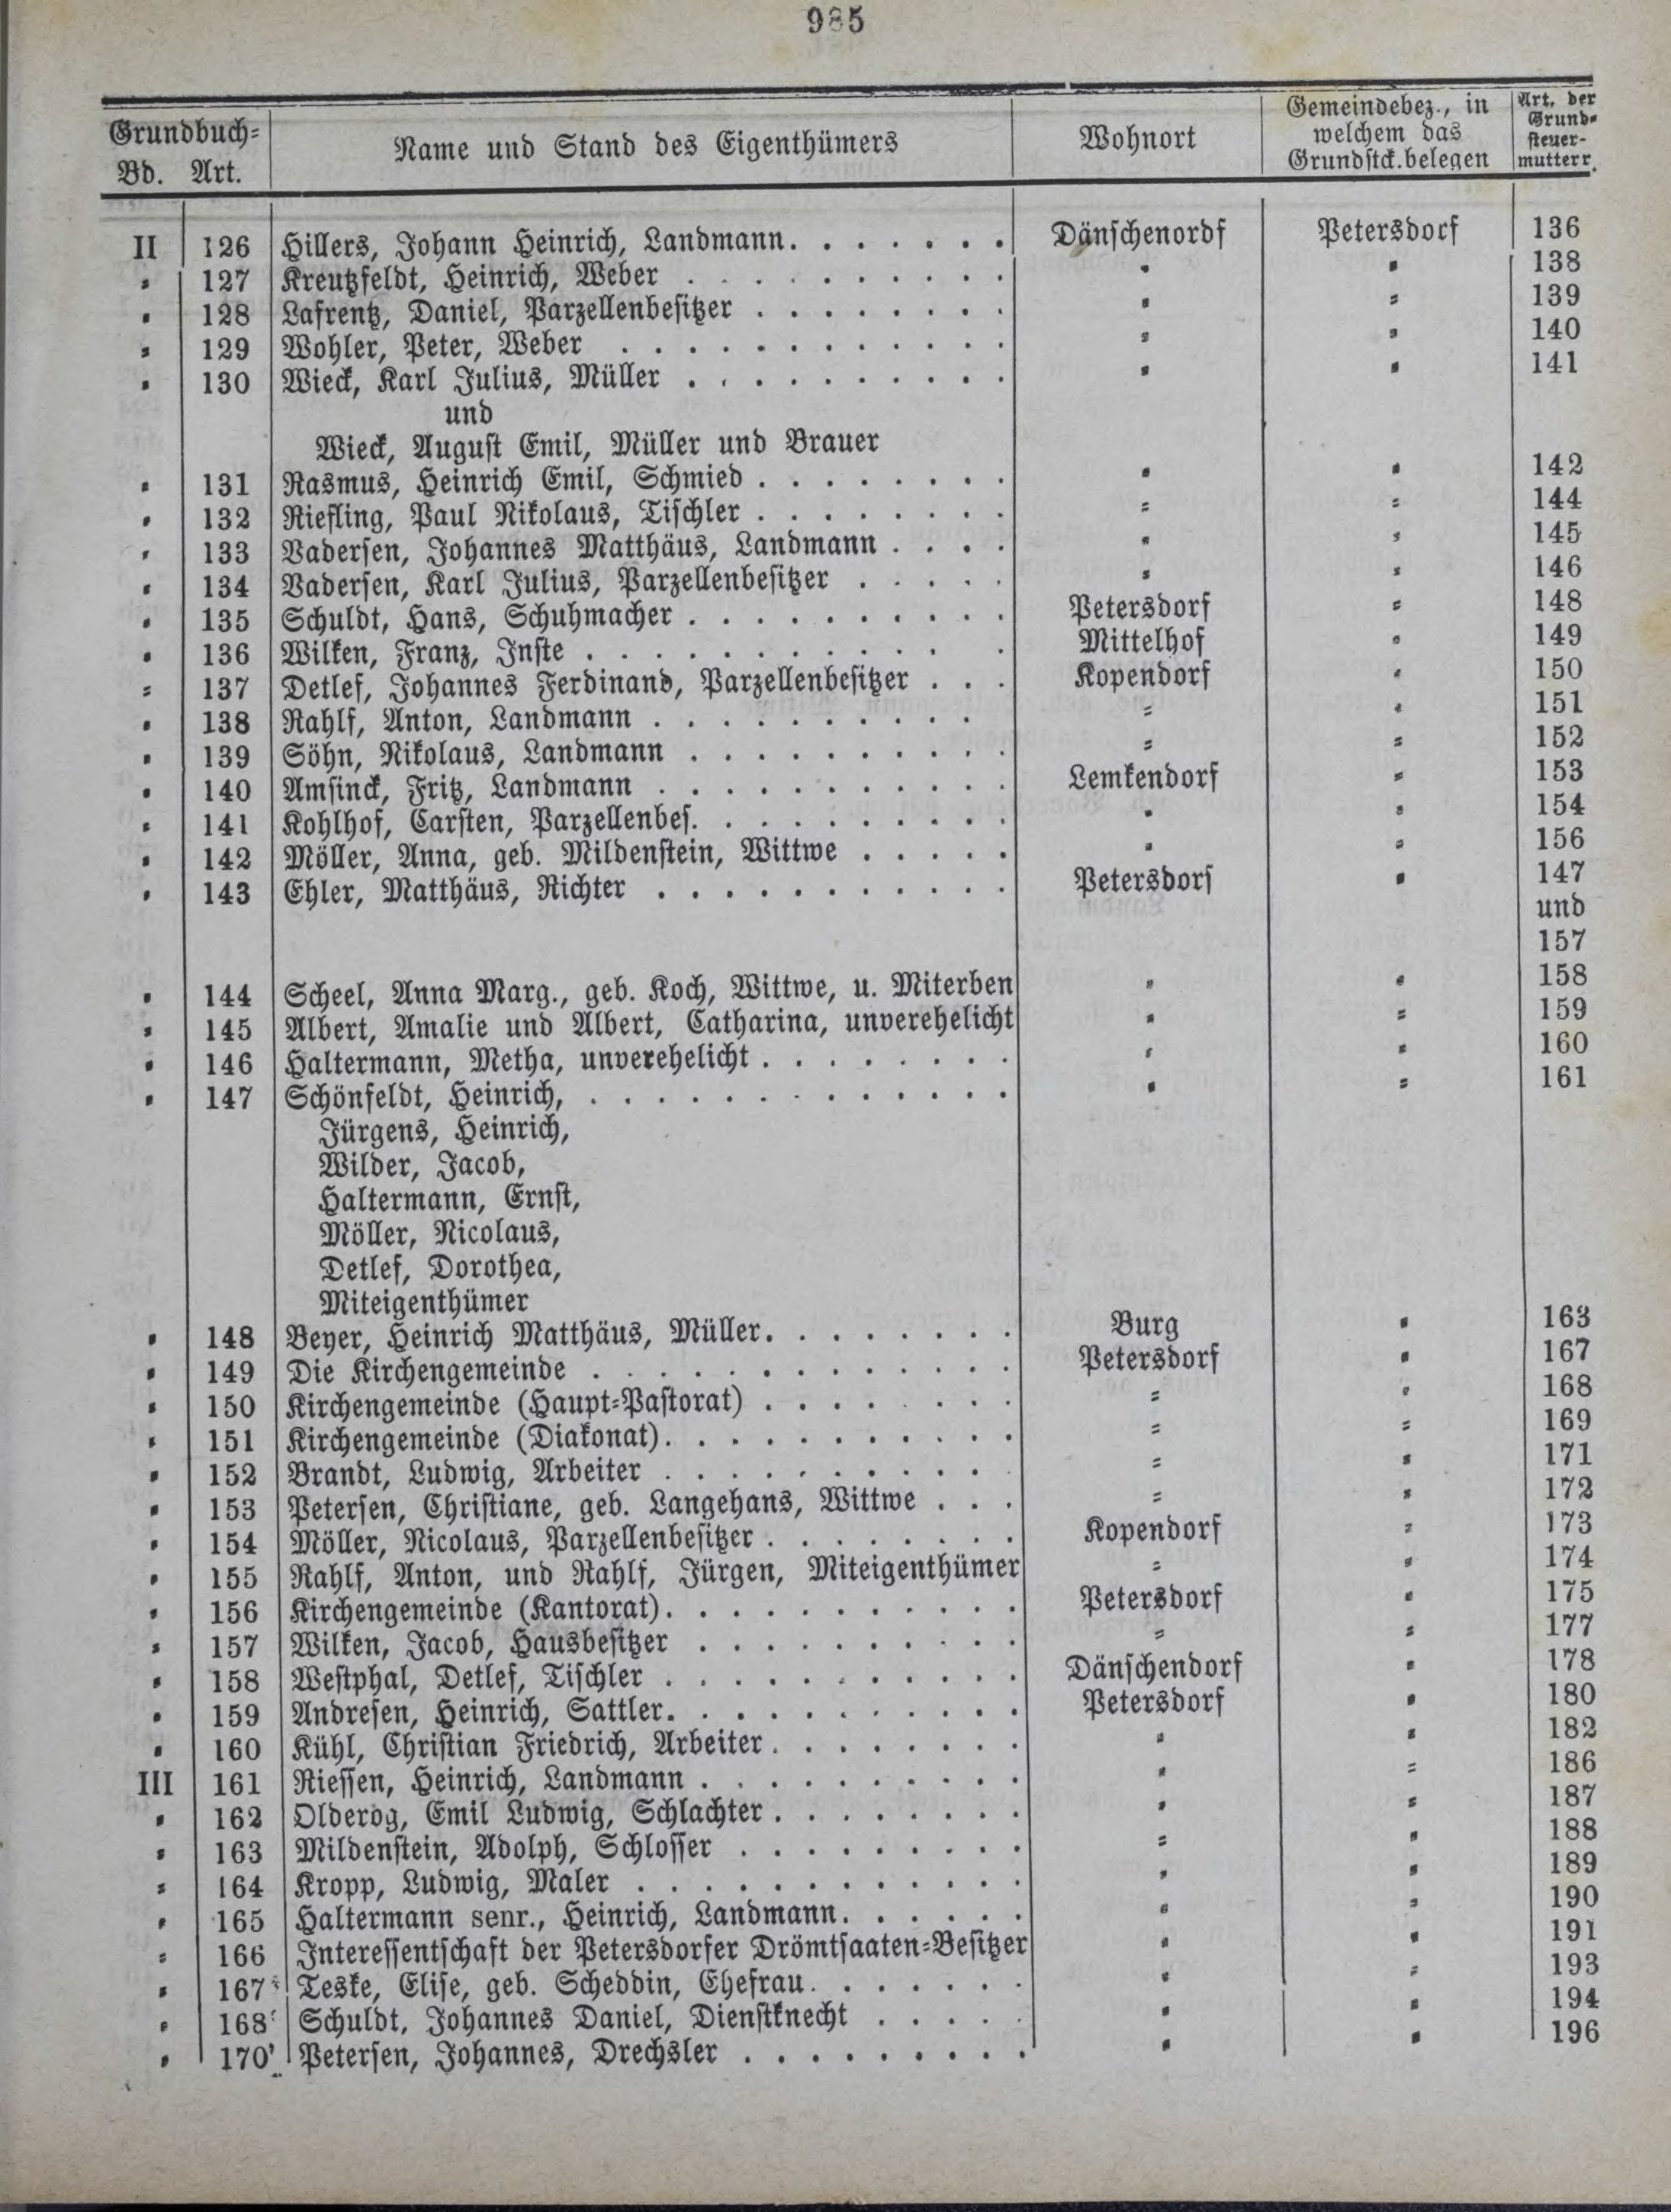 985
Grundbuch= Name und Stand des Eigenthümers Wohnort Gemeindebez., in welchem das Grundstck.belegen Art. der Grund-steuer-mutterr.
Bd. Art.
II 126 Hillers, Johann Heinrich, Landmann. . . . . . . Dänschenordf Petersdorf 136
" 127 Kreutzfeldt, Heinrich, Weber . . . . . . . . . . " " 138
" 128 Lafrentz, Daniel, Parzellenbesitzer . . . . . . . . " " 139
" 129 Wohler, Peter, Weber . . . . . . . . . . . . " " 140
" 130 Wieck, Karl Julius, Müller . . . . . . . . . . " " 141
und
Wieck, August Emil, Müller und Brauer
" 131 Rasmus, Heinrich Emil, Schmied . . . . . . . . " " 142
" 132 Riefling, Paul Nikolaus, Tischler . . . . . . . . " " 144
" 133 Vadersen, Johannes Matthäus, Landmann . . . . " " 145
" 134 Vadersen, Karl Julius, Parzellenbesitzer . . . . . " " 146
" 135 Schuldt, Hans, Schuhmacher . . . . . . . . . . Petersdorf " 148
" 136 Wilken, Franz, Inste . . . . . . . . . . . . . Mittelhof " 149
" 137 Detlef, Johannes Ferdinand, Parzellenbesitzer . . . Kopendorf " 150
" 138 Rahlf, Anton, Landmann . . . . . . . . . . " " 151
" 139 Söhn, Nikolaus, Landmann . . . . . . . . . . " " 152
" 140 Amsinck, Fritz, Landmann . . . . . . . . . . . Lemkendorf " 153
" 141 Kohlhof, Carsten, Parzellenbes. . . . . . . . . . " " 154
" 142 Möller, Anna, geb. Mildenstein, Wittwe . . . . . " " 156
" 143 Ehler, Matthäus, Richter . . . . . . . . . . . Petersdorf " 147
und
157
" 144 Scheel, Anna Marg., geb. Koch, Wittwe, u. Miterben " " 158
" 145 Albert, Amalie und Albert, Catharina, unverehelicht " " 159
" 146 Haltermann, Metha, unverehelicht . . . . . . . . " " 160
" 147 Schönfeldt, Heinrich, . . . . . . . . . . . . . " " 161
Jürgens, Heinrich,
Wilder, Jacob,
Haltermann, Ernst,
Möller, Nicolaus,
Detlef, Dorothea,
Miteigenthümer
" 148 Beyer, Heinrich Matthäus, Müller. . . . . . . . Burg " 163
" 149 Die Kirchengemeinde . . . . . . . . . . . . . Petersdorf " 167
" 150 Kirchengemeinde (Haupt=Pastorat) . . . . . . . . " " 168
" 151 Kirchengemeinde (Diakonat). . . . . . . . . . . " " 169
" 152 Brandt, Ludwig, Arbeiter . . . . . . . . . . . " " 171
" 153 Petersen, Christiane, geb. Langehans, Wittwe . . . " " 172
" 154 Möller, Nicolaus, Parzellenbesitzer . . . . . . . . Kopendorf " 173
" 155 Rahlf, Anton, und Rahlf, Jürgen, Miteigenthümer " " 174
" 156 Kirchengemeinde (Kantorat). . . . . . . . . . . Petersdorf " 175
" 157 Wilken, Jacob, Hausbesitzer . . . . . . . . . . " " 177
" 158 Westphal, Detlef, Tischler . . . . . . . . . . . Dänschendorf " 178
" 159 Andresen, Heinrich, Sattler. . . . . . . . . . . Petersdorf " 180
" 160 Kühl, Christian Friedrich, Arbeiter . . . . . . . . " " 182
III 161 Riessen, Heinrich, Landmann . . . . . . . . . . " " 186
" 162 Olderog, Emil Ludwig, Schlachter . . . . . . . . " " 187
" 163 Mildenstein, Adolph, Schlosser . . . . . . . . . " " 188
" 164 Kropp, Ludwig, Maler . . . . . . . . . . . . " " 189
" 165 Haltermann senr., Heinrich, Landmann. . . . . . " " 190
" 166 Interessentschaft der Petersdorfer Drömtsaaten=Besitzer " " 191
" 167 Teske, Elise, geb. Scheddin, Ehefrau. . . . . . . " " 193
" 168 Schuldt, Johannes Daniel, Dienstknecht . . . . . " " 194
" 170 Petersen, Johannes, Drechsler . . . . . . . . . " " 196